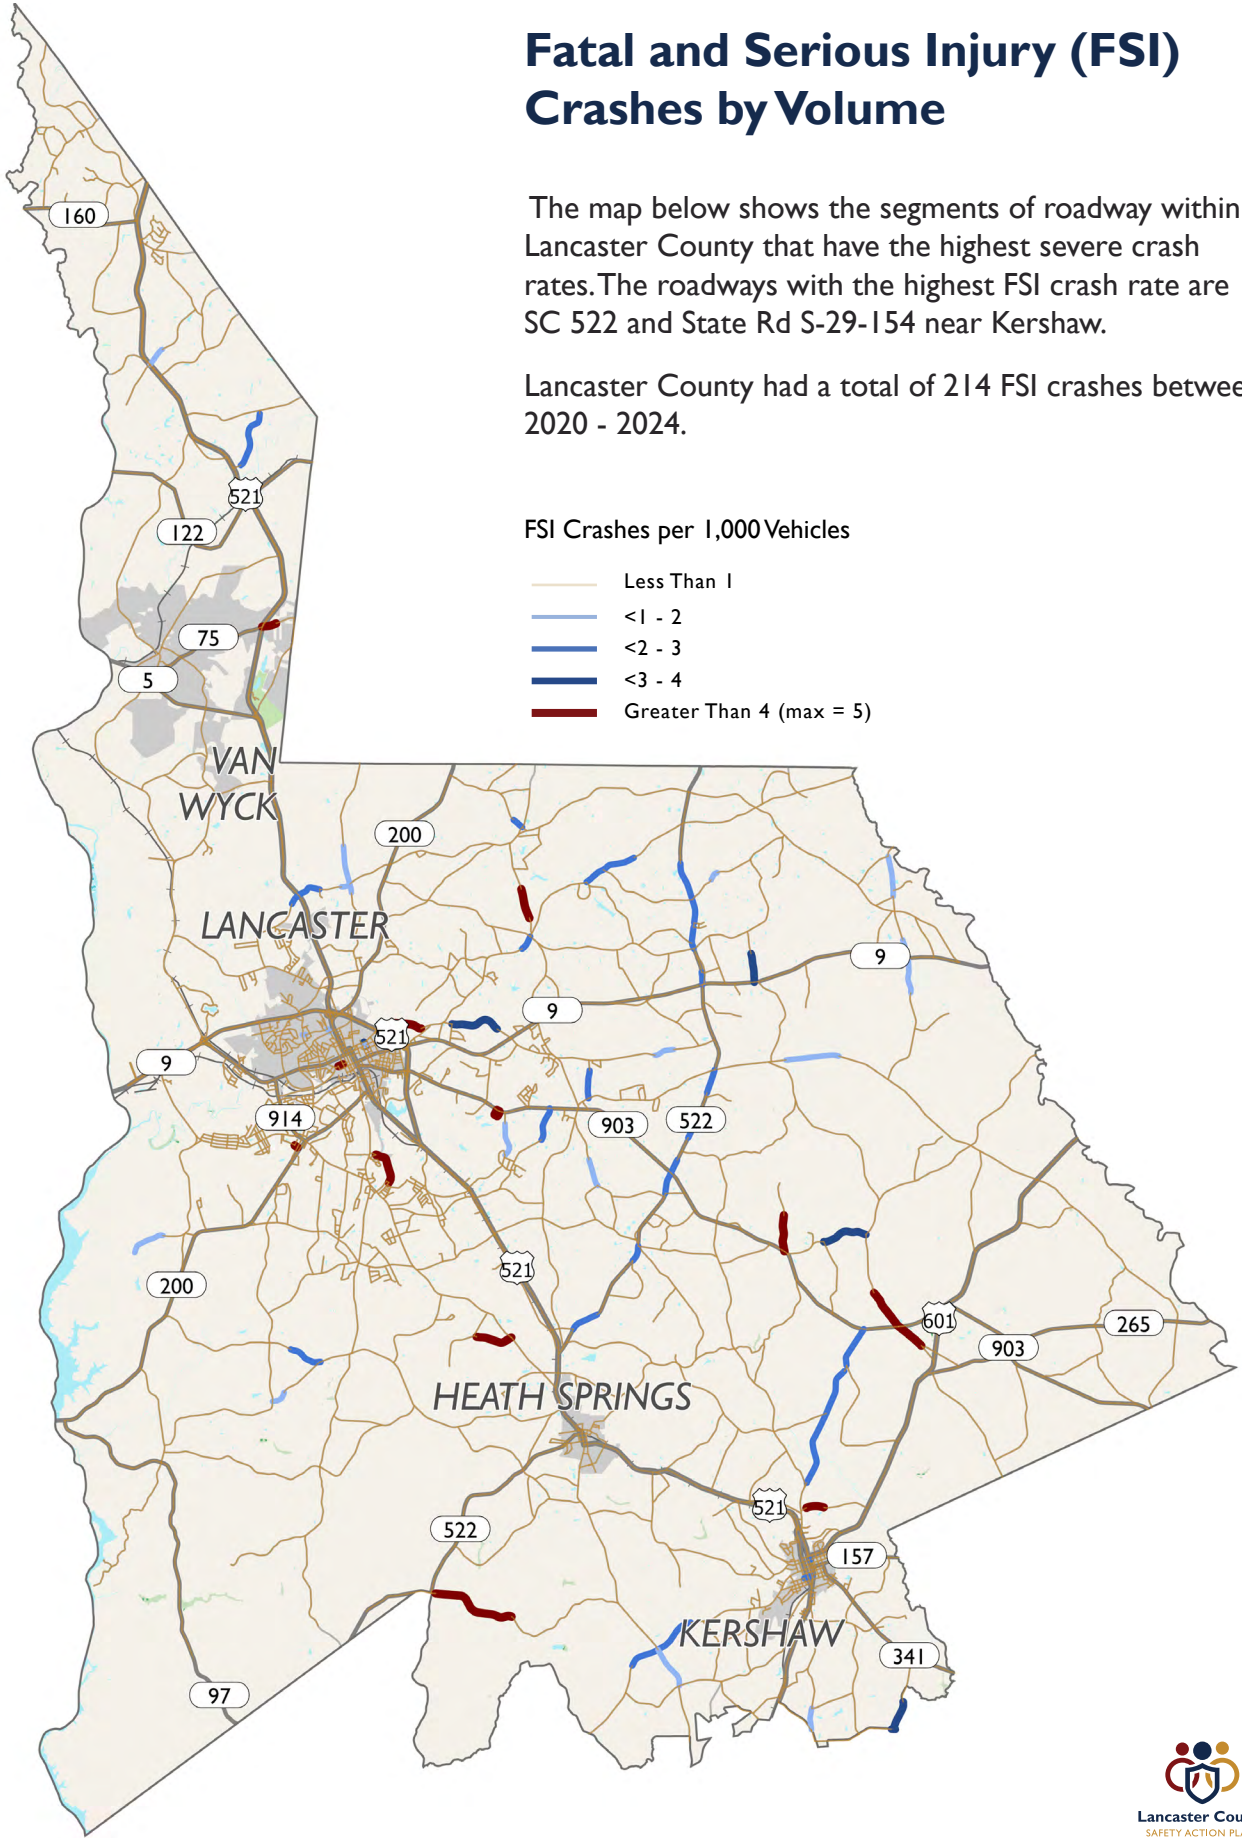 Fatal and Serious Injury (FSI)
Crashes by Volume
The map below shows the segments of roadway within
Lancaster County that have the highest severe crash
rates. The roadways with the highest FSI crash rate are
SC 522 and State Rd S-29-154 near Kershaw.
Lancaster County had a total of 214 FSI crashes betwee
2020 - 2024.
FSI Crashes per 1,000 Vehicles
Less Than 1
<1 - 2
<2 - 3
<3 - 4
Greater Than 4 (max = 5)
160
521
122
75
5
VAN
WYCK
200
LANCASTER
9
9
521
9
914
903
522
521
200
601
265
903
HEATH SPRINGS
521
522
157
KERSHAW
341
97
Lancaster Cou
SAFETY ACTION PLA